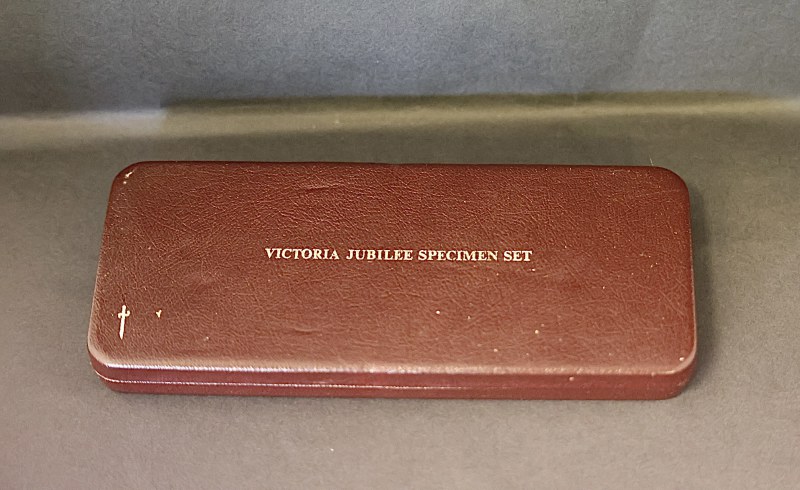 VICTORIA JUBILEE SPECIMEN SET